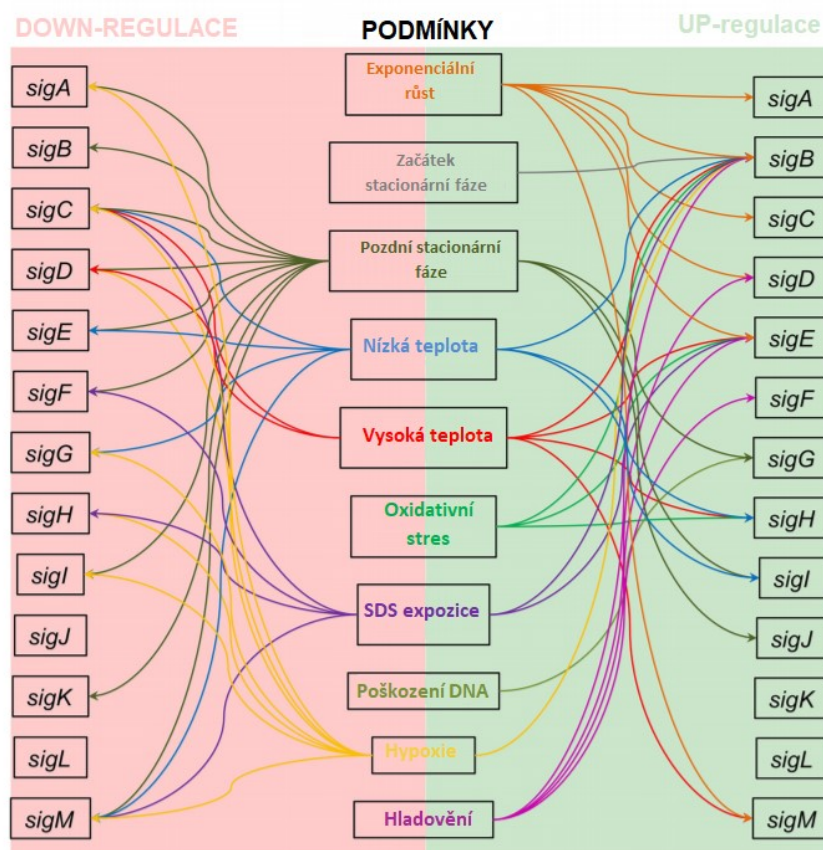 DOWN-REGULACE
PODMÍNKY
UP-regulace
sigA
sigB
sigC
sigD
sigE
sigF
sigG
sigH
sigI
sigJ
sigK
sigL
sigM
Exponenciální
růst
Začátek
stacionární fáze
Pozdní stacionární
fáze
Nízká teplota
Vysoká teplota
Oxidativní
stres
SDS expozice
Poškození DNA
Hypoxie
Hladovění
sigA
sigB
sigC
sigD
sigE
sigF
sigG
sigH
sigI
sigJ
sigK
sigL
sigM